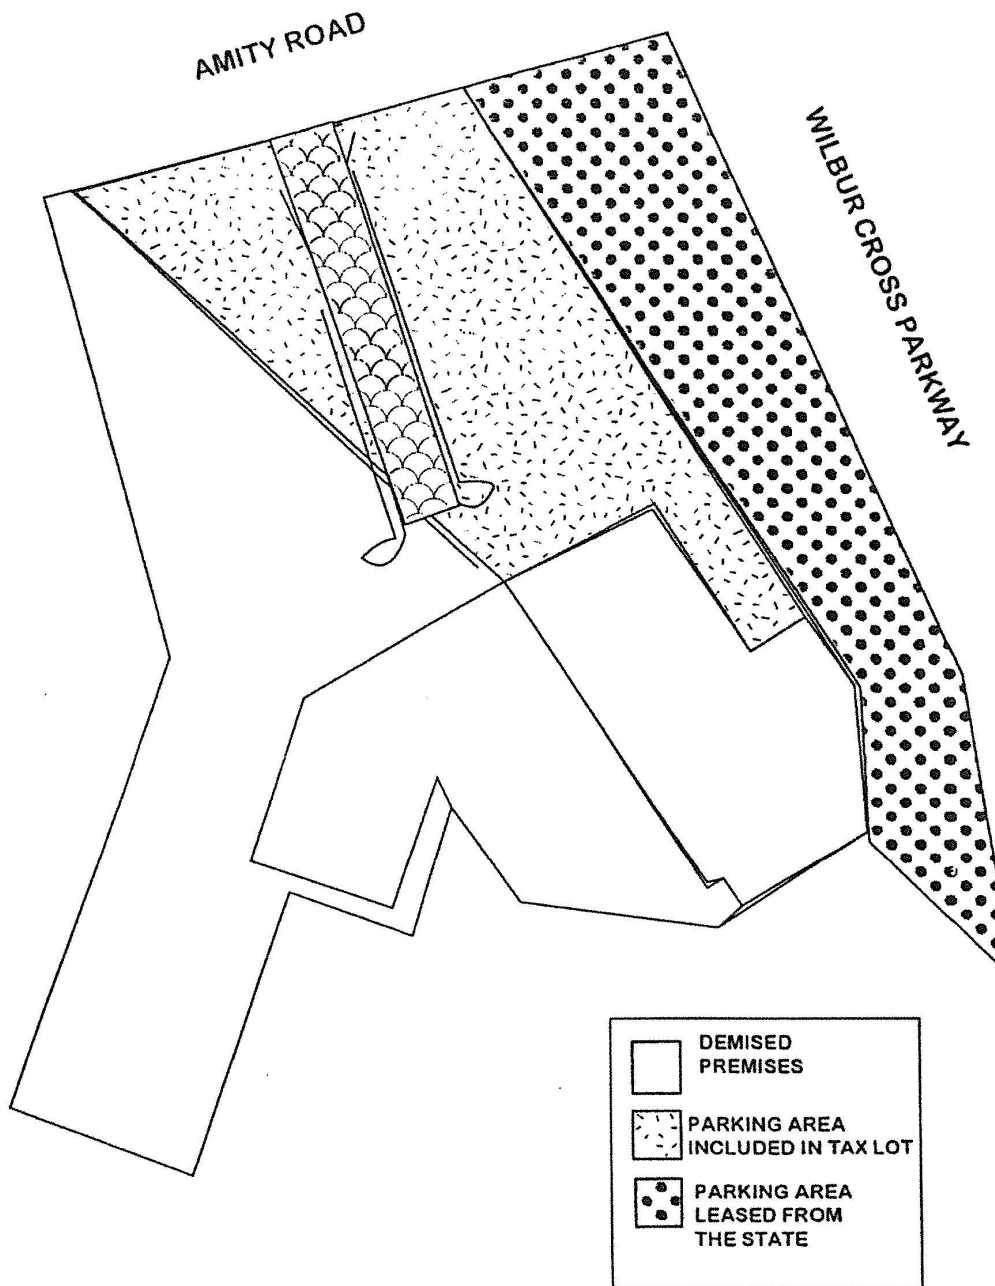 AMITY ROAD
WILBUR CROSS PARKWAY
DEMISED
PREMISES
PARKING AREA
INCLUDED IN TAX LOT
PARKING AREA
LEASED FROM
THE STATE